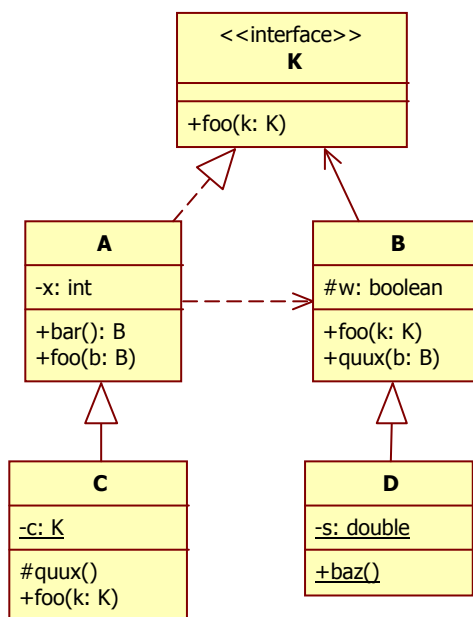 <<interface>>
K
+foo(k: K)
A
-x: int
+bar(): B
+foo(b: B)
B
#w: boolean
+foo(k: K)
+quux(b: B)
C
-c: K
#quux()
+foo(k: K)
D
-s: double
+baz()